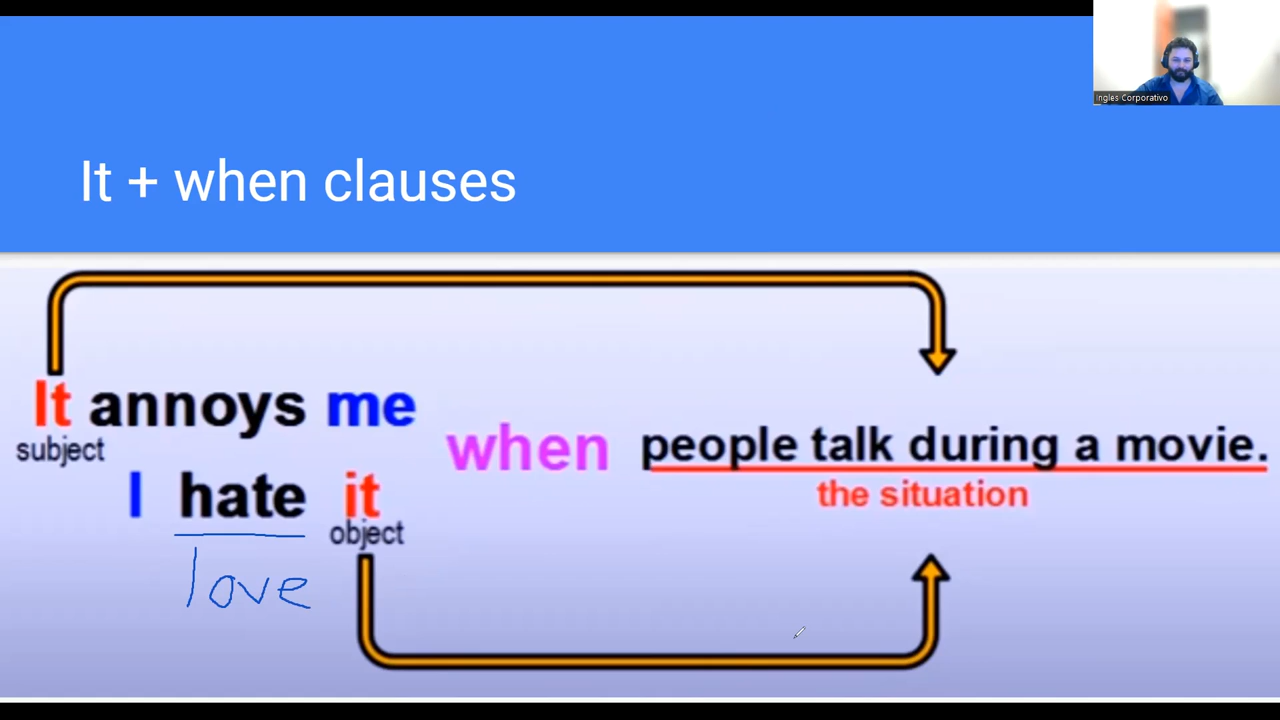 Ingles Corporativo
It + when clauses
It annoys me
subject
when people talk during a movie.
the situation
I hate it
object
love